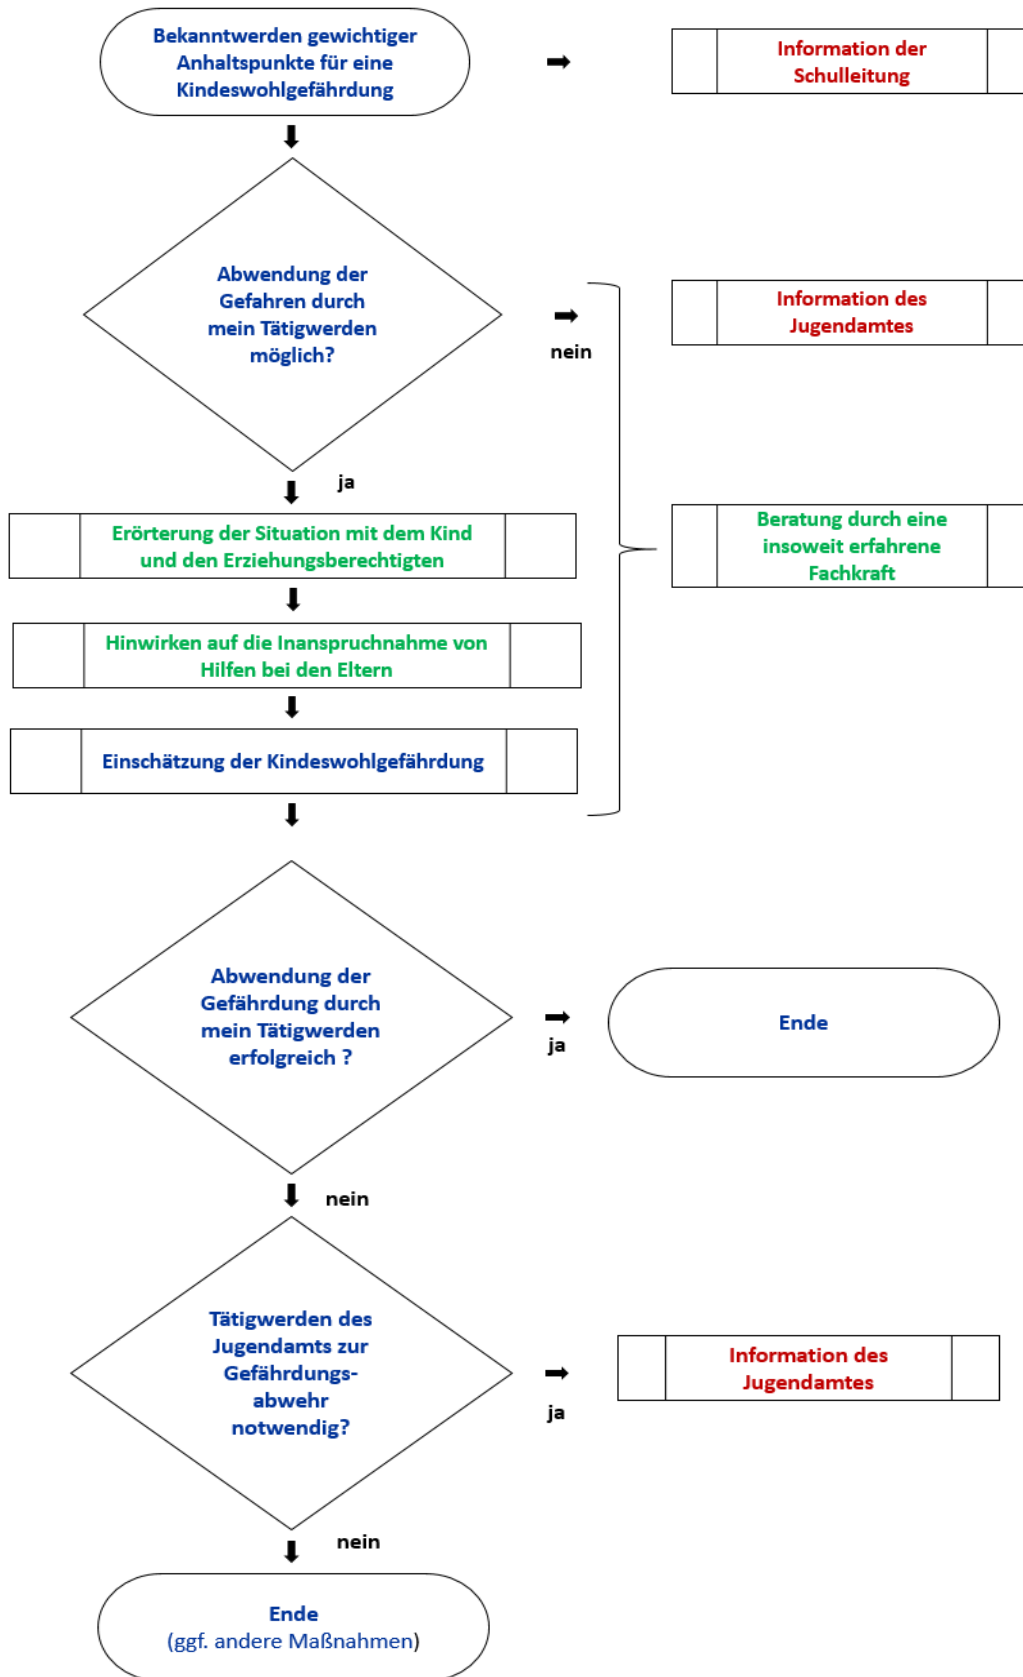 Bekanntwerden gewichtiger
Anhaltspunkte für eine
Kindeswohlgefährdung
Information der
Schulleitung
Abwendung der
Gefahren durch
mein Tätigwerden
möglich?
nein
Information des
Jugendamtes
ja
Erörterung der Situation mit dem Kind
und den Erziehungsberechtigten
Beratung durch eine
insoweit erfahrene
Fachkraft
Hinwirken auf die Inanspruchnahme von
Hilfen bei den Eltern
Einschätzung der Kindeswohlgefährdung
Abwendung der
Gefährdung durch
mein Tätigwerden
erfolgreich ?
ja
Ende
nein
Tätigwerden des
Jugendamts zur
Gefährdungs-
abwehr
notwendig?
ja
Information des
Jugendamtes
nein
Ende
(ggf. andere Maßnahmen)